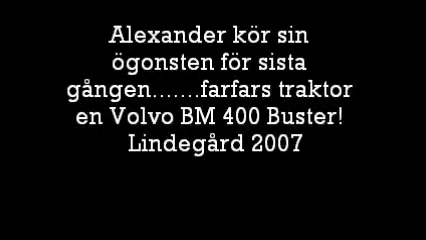 Alexander kör sin
ögonsten för sista
gången.......farfars traktor
en Volvo BM 400 Buster!
Lindegård 2007